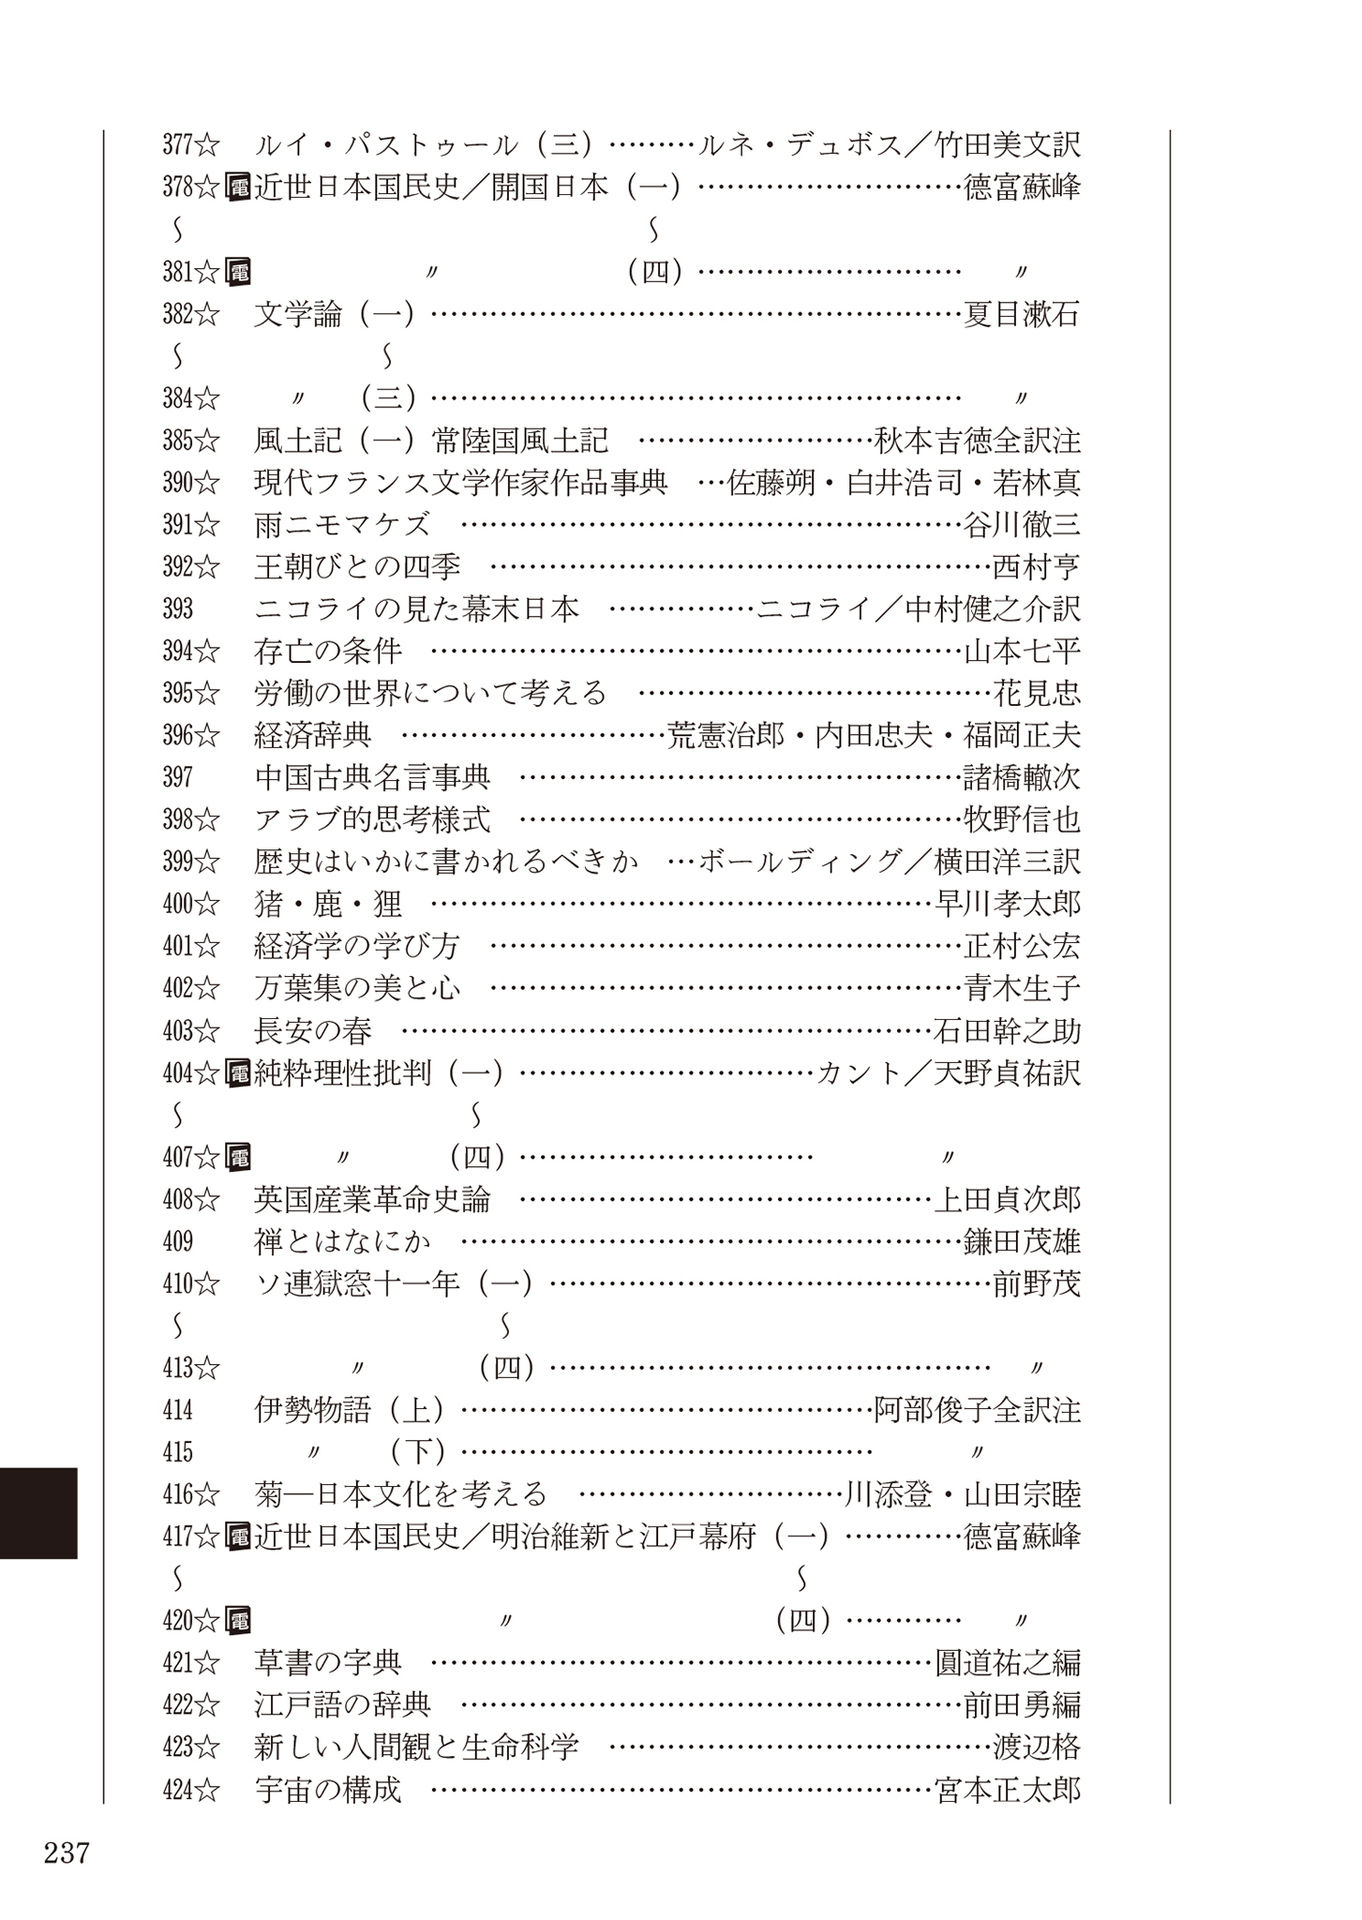 377☆　ルイ・パストゥール（三）………ルネ・デュボス／竹田美文訳
378☆電近世日本国民史／開国日本（一）………………………徳富蘇峰
〜　〜
381☆電　〃　（四）………………………　〃
382☆　文学論（一）………………………………………………夏目漱石
〜　〜
384☆　〃　（三）………………………………………………　〃
385☆　風土記（一）常陸国風土記　……………………秋本吉徳全訳注
390☆　現代フランス文学作家作品事典　…佐藤朔・白井浩司・若林真
391☆　雨ニモマケズ　……………………………………………谷川徹三
392☆　王朝びとの四季　……………………………………………西村亨
393　ニコライの見た幕末日本　……………ニコライ／中村健之介訳
394☆　存亡の条件　………………………………………………山本七平
395☆　労働の世界について考える　………………………………花見忠
396☆　経済辞典　………………………荒憲治郎・内田忠夫・福岡正夫
397　中国古典名言事典　………………………………………諸橋轍次
398☆　アラブ的思考様式　………………………………………牧野信也
399☆　歴史はいかに書かれるべきか　…ボールディング／横田洋三訳
400☆　猪・鹿・狸　……………………………………………早川孝太郎
401☆　経済学の学び方　…………………………………………正村公宏
402☆　万葉集の美と心　…………………………………………青木生子
403☆　長安の春　………………………………………………石田幹之助
404☆電純粋理性批判（一）…………………………カント／天野貞祐訳
〜　〜
407☆電　〃　（四）…………………………　〃
408☆　英国産業革命史論　……………………………………上田貞次郎
409　禅とはなにか　……………………………………………鎌田茂雄
410☆　ソ連獄窓十一年（一）………………………………………前野茂
〜　〜
413☆　〃　（四）………………………………………　〃
414　伊勢物語（上）……………………………………阿部俊子全訳注
415　〃　（下）……………………………………　〃
416☆　菊―日本文化を考える　………………………川添登・山田宗睦
417☆電近世日本国民史／明治維新と江戸幕府（一）…………徳富蘇峰
〜　〜
420☆電　〃　（四）…………　〃
421☆　草書の字典　……………………………………………圓道祐之編
422☆　江戸語の辞典　……………………………………………前田勇編
423☆　新しい人間観と生命科学　…………………………………渡辺格
424☆　宇宙の構成　……………………………………………宮本正太郎
237